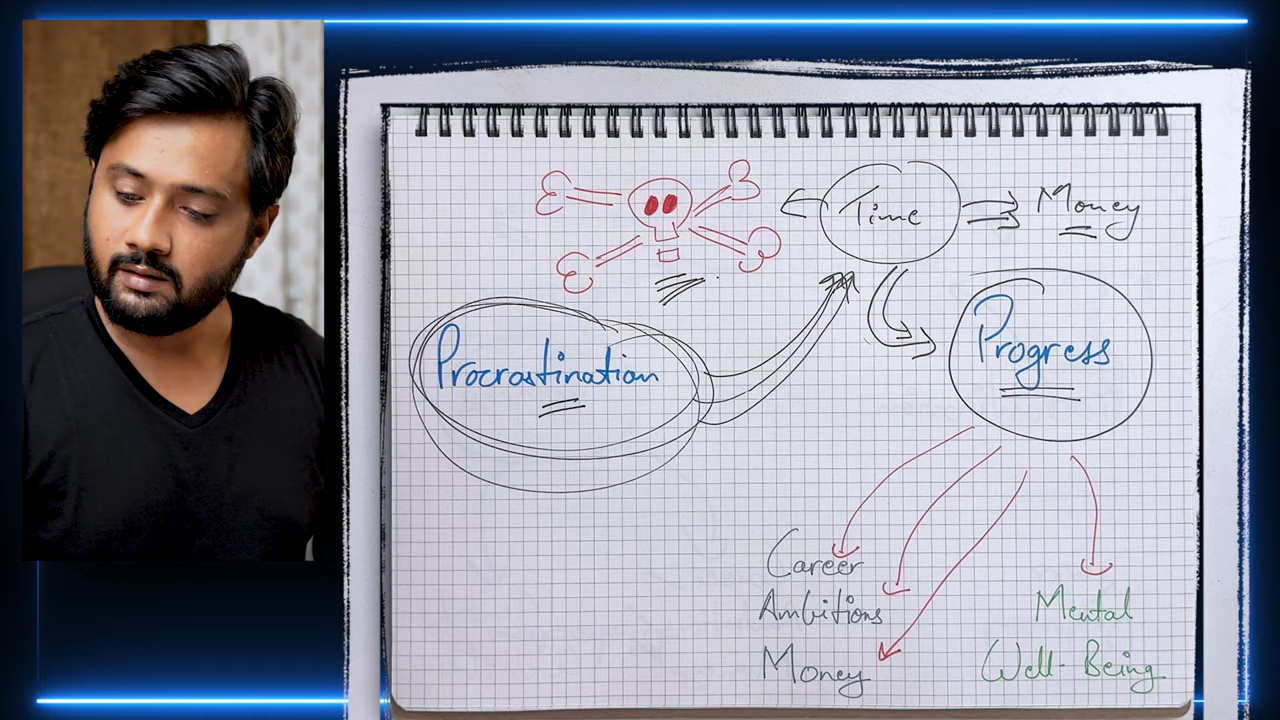 Time
Money
Procrastination
Progress
Career
Ambitions
Money
Mental
Well-Being